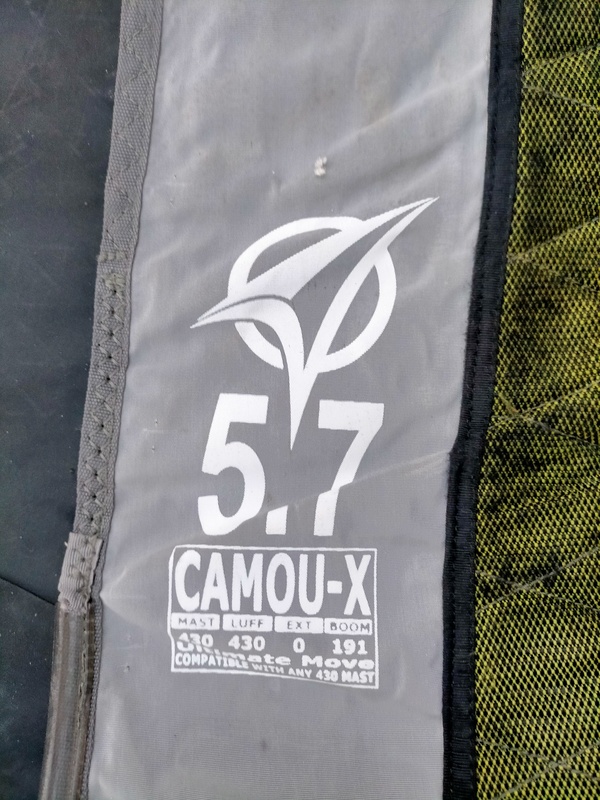 5.7
CAMOU-X
MAST LUFF EXT BOOM
430 430 0 191
Ultimate Move
COMPATIBLE WITH ANY 430 MAST